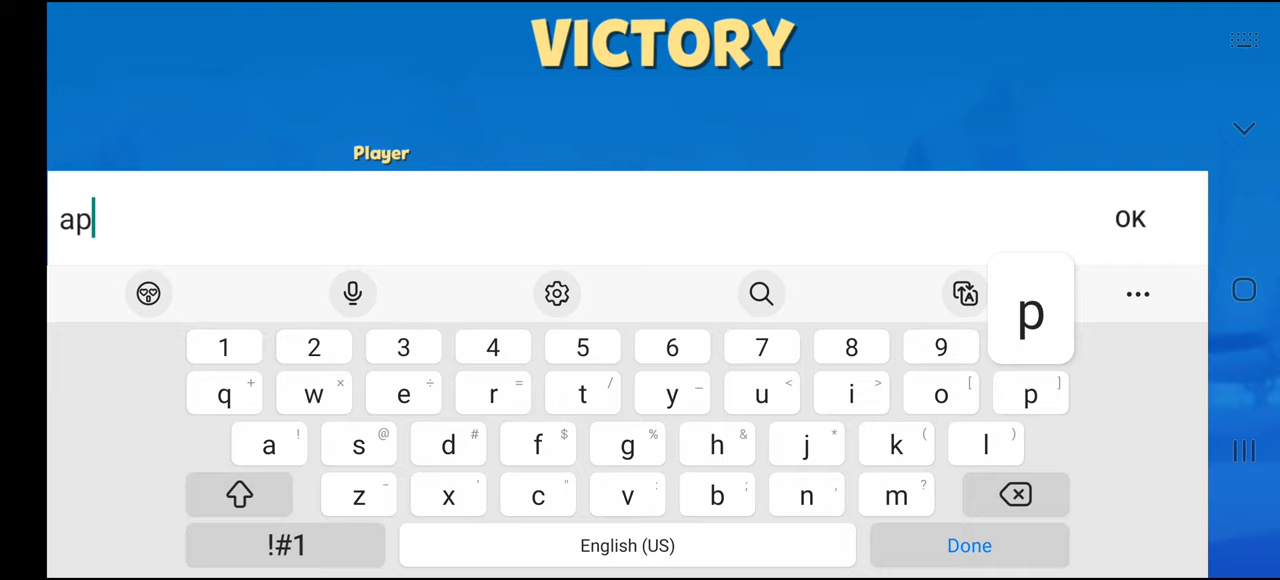 VICTORY
Player
ap
OK
p
1 2 3 4 5 6 7 8 9
q + w × e ÷ r = t / y _ u < i > o [ p ]
a ! s @ d # f $ g % h & j * k ( l )
z - x ' c " v : b ; n , m ?
!#1 English (US) Done